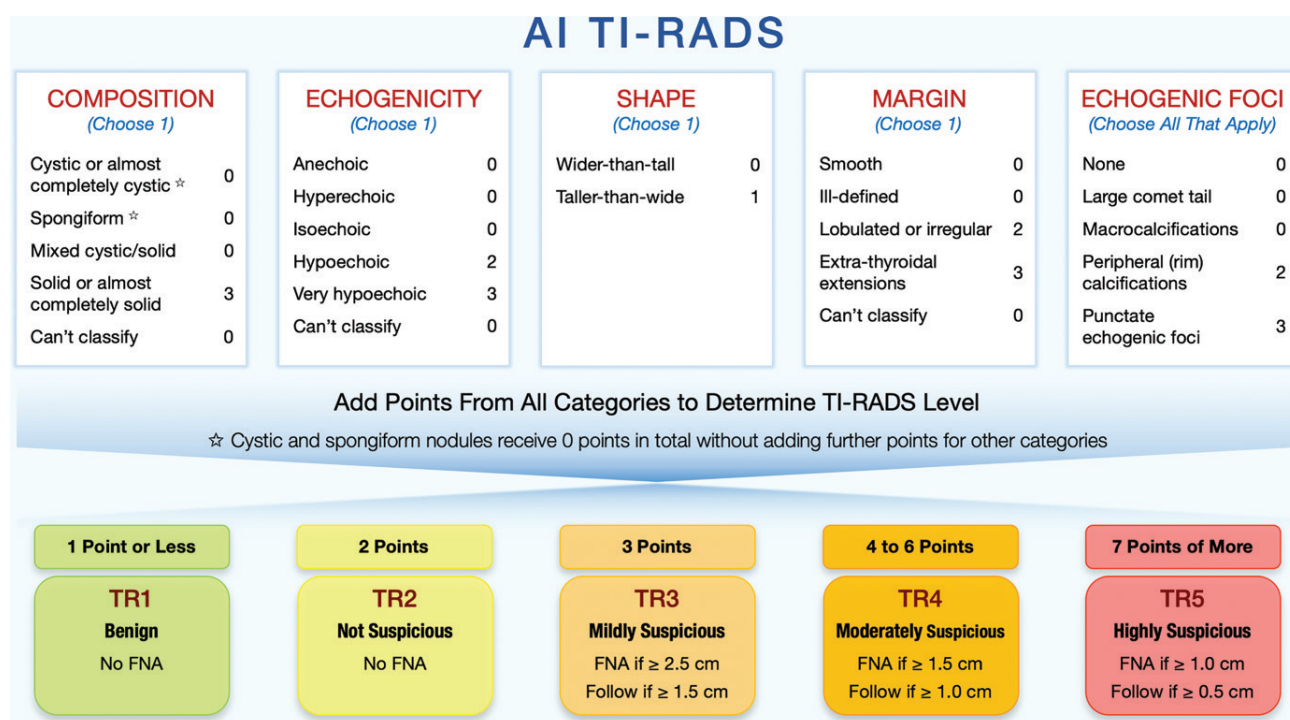 AI TI-RADS
COMPOSITION
(Choose 1)
Cystic or almost
completely cystic ☆ 0
Spongiform ☆ 0
Mixed cystic/solid 0
Solid or almost
completely solid 3
Can't classify 0
ECHOGENICITY
(Choose 1)
Anechoic 0
Hyperechoic 0
Isoechoic 0
Hypoechoic 2
Very hypoechoic 3
Can't classify 0
SHAPE
(Choose 1)
Wider-than-tall 0
Taller-than-wide 1
MARGIN
(Choose 1)
Smooth 0
Ill-defined 0
Lobulated or irregular 2
Extra-thyroidal
extensions 3
Can't classify 0
ECHOGENIC FOCI
(Choose All That Apply)
None 0
Large comet tail 0
Macrocalcifications 0
Peripheral (rim)
calcifications 2
Punctate
echogenic foci 3
Add Points From All Categories to Determine TI-RADS Level
☆ Cystic and spongiform nodules receive 0 points in total without adding further points for other categories
1 Point or Less
TR1
Benign
No FNA
2 Points
TR2
Not Suspicious
No FNA
3 Points
TR3
Mildly Suspicious
FNA if ≥ 2.5 cm
Follow if ≥ 1.5 cm
4 to 6 Points
TR4
Moderately Suspicious
FNA if ≥ 1.5 cm
Follow if ≥ 1.0 cm
7 Points of More
TR5
Highly Suspicious
FNA if ≥ 1.0 cm
Follow if ≥ 0.5 cm